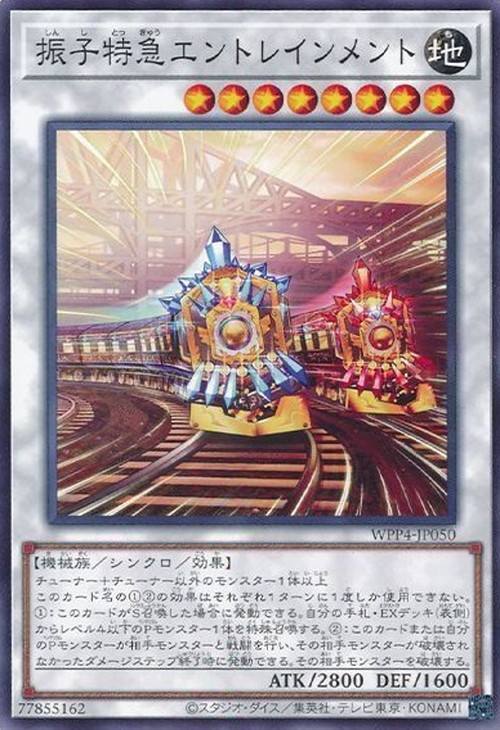 振子特急エントレインメント
しん し とっ きゅう
地
WPP4-JP050
【機械族／シンクロ／効果】
チューナー＋チューナー以外のモンスター1体以上
このカード名の①②の効果はそれぞれ1ターンに1度しか使用できない。
①：このカードがS召喚した場合に発動できる。自分の手札・EXデッキ(表側)
からレベル4以下のPモンスター1体を特殊召喚する。②：このカードまたは自分
のPモンスターが相手モンスターと戦闘を行い、その相手モンスターが破壊され
なかったダメージステップ終了時に発動できる。その相手モンスターを破壊する。
ATK/2800 DEF/1600
77855162
©スタジオ・ダイス／集英社・テレビ東京・KONAMI